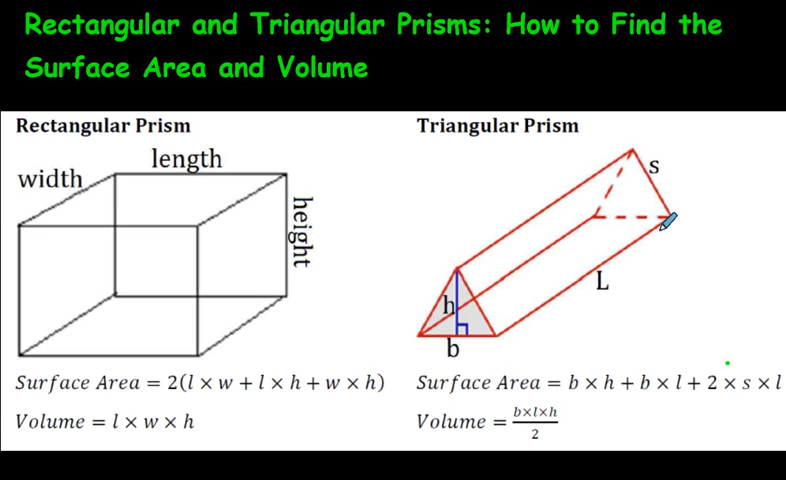 Rectangular and Triangular Prisms: How to Find the
Surface Area and Volume
Rectangular Prism
length
width
height
Surface Area = 2(l × w + l × h + w × h)
Volume = l × w × h
Triangular Prism
s
L
h
b
Surface Area = b × h + b × l + 2 × s × l
Volume = b×l×h / 2